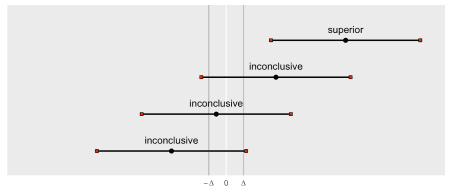 superior
inconclusive
inconclusive
inconclusive
−Δ 0 Δ